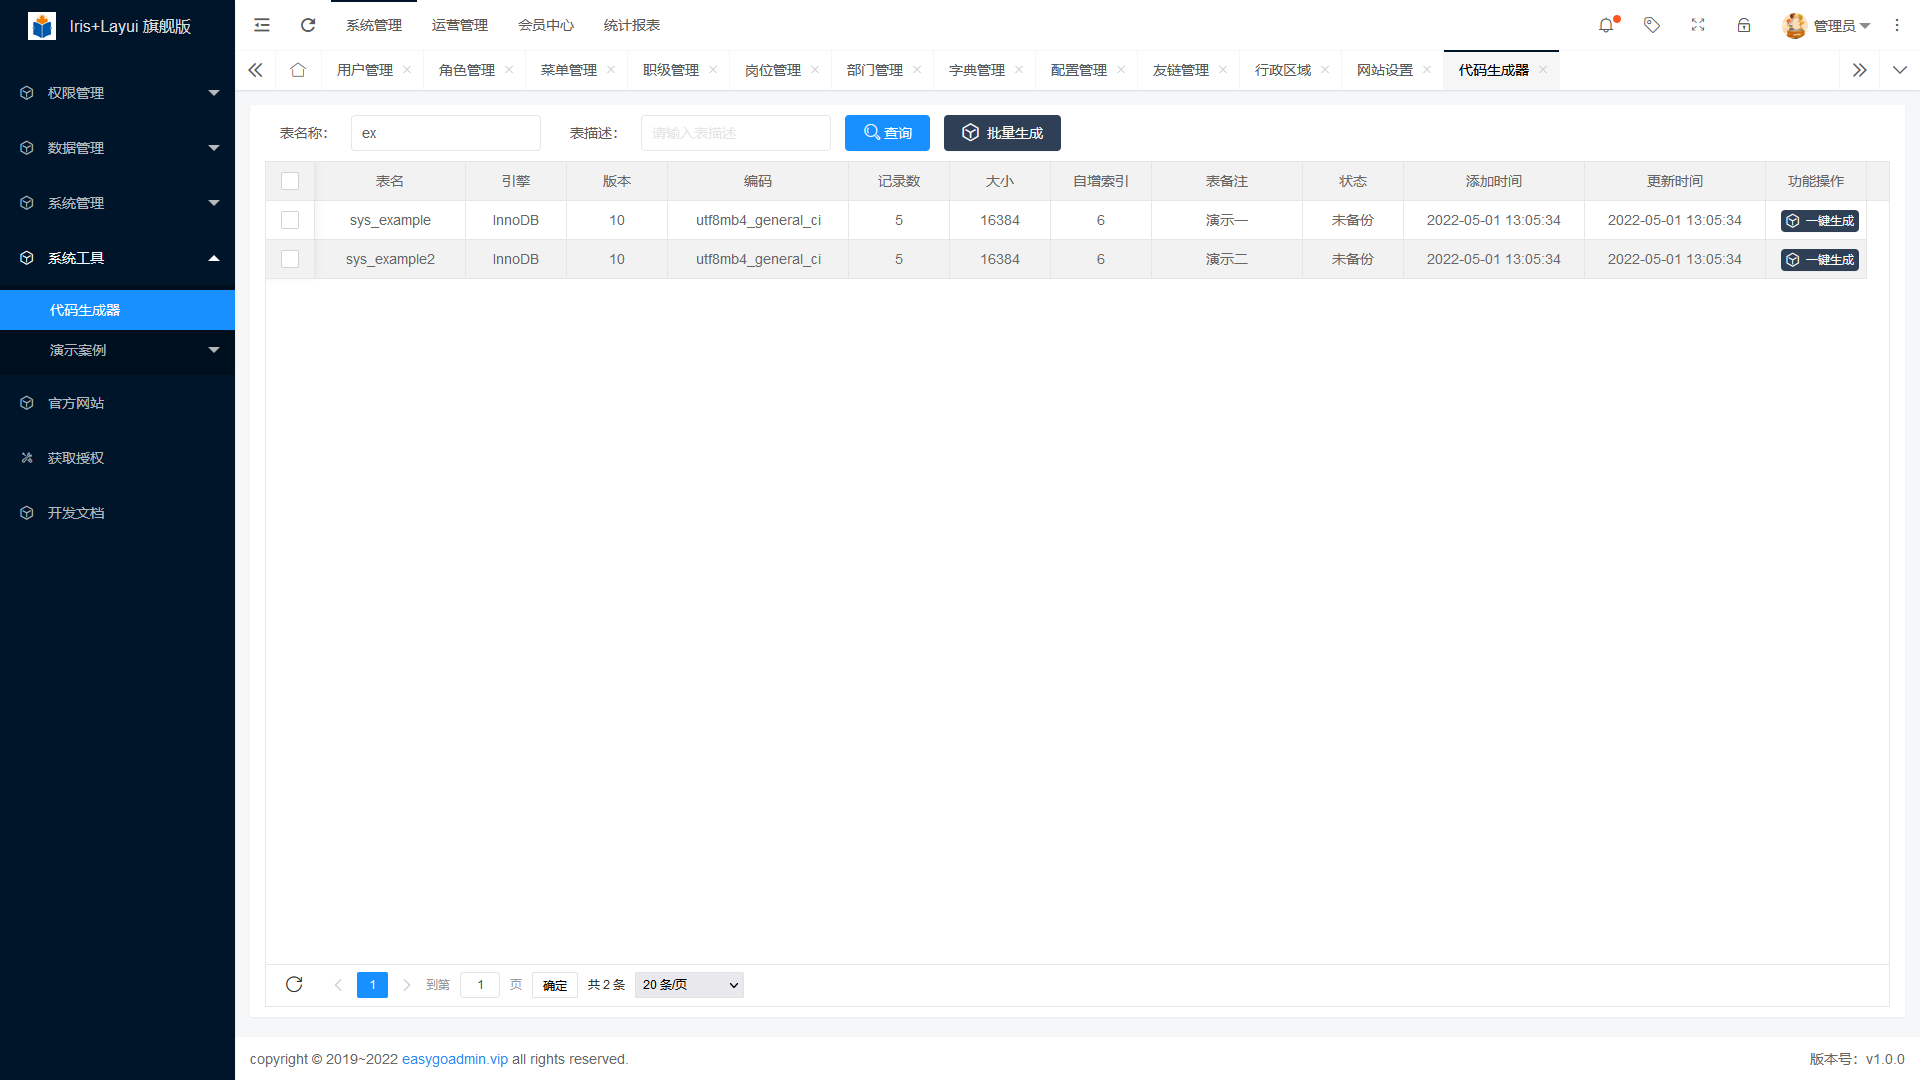 Iris+Layui 旗舰版
系统管理 运营管理 会员中心 统计报表 管理员
用户管理 角色管理 菜单管理 职级管理 岗位管理 部门管理 字典管理 配置管理 友链管理 行政区域 网站设置 代码生成器
权限管理
数据管理
系统管理
系统工具
代码生成器
演示案例
官方网站
获取授权
开发文档
表名称： ex 表描述： 请输入表描述 查询 批量生成
表名 引擎 版本 编码 记录数 大小 自增索引 表备注 状态 添加时间 更新时间 功能操作
sys_example InnoDB 10 utf8mb4_general_ci 5 16384 6 演示一 未备份 2022-05-01 13:05:34 2022-05-01 13:05:34 一键生成
sys_example2 InnoDB 10 utf8mb4_general_ci 5 16384 6 演示二 未备份 2022-05-01 13:05:34 2022-05-01 13:05:34 一键生成
1 到第 1 页 确定 共 2 条 20 条/页
copyright © 2019~2022 easygoadmin.vip all rights reserved. 版本号：v1.0.0